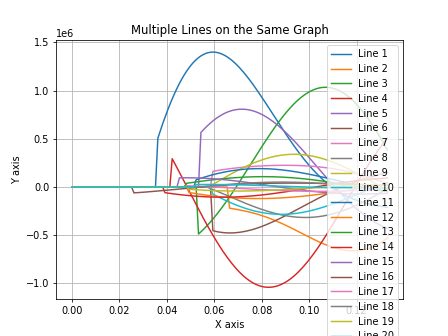 Multiple Lines on the Same Graph
1e6
1.5
1.0
0.5
0.0
−0.5
−1.0
Y axis
0.00
0.02
0.04
0.06
0.08
0.10
X axis
Line 1
Line 2
Line 3
Line 4
Line 5
Line 6
Line 7
Line 8
Line 9
Line 10
Line 11
Line 12
Line 13
Line 14
Line 15
Line 16
Line 17
Line 18
Line 19
Line 20